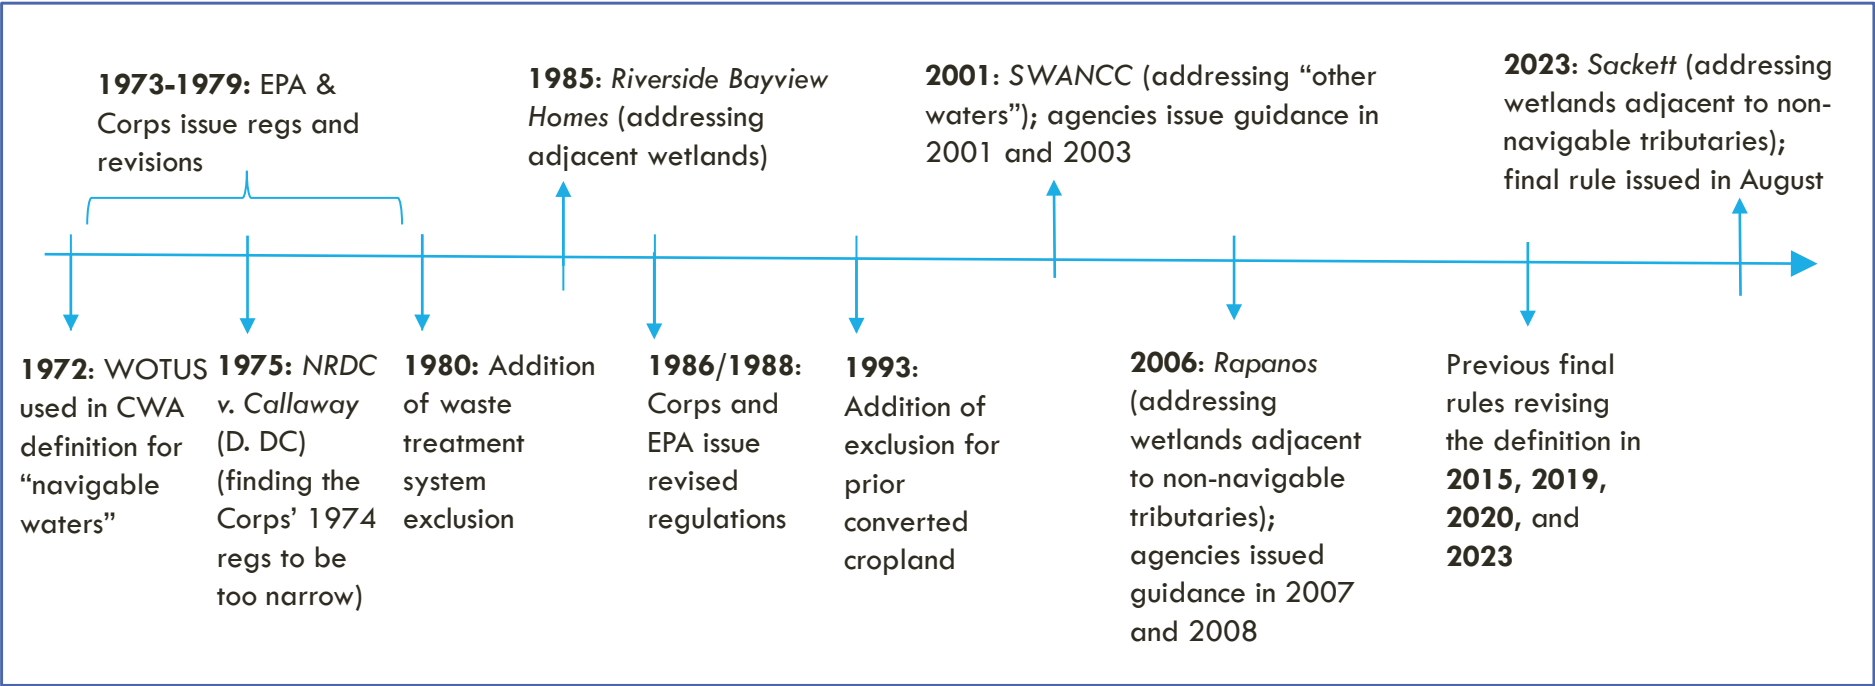 1973-1979: EPA &
Corps issue regs and
revisions
1985: Riverside Bayview
Homes (addressing
adjacent wetlands)
2001: SWANCC (addressing “other
waters”); agencies issue guidance in
2001 and 2003
2023: Sackett (addressing
wetlands adjacent to non-
navigable tributaries);
final rule issued in August
1972: WOTUS
used in CWA
definition for
“navigable
waters”
1975: NRDC
v. Callaway
(D. DC)
(finding the
Corps’ 1974
regs to be
too narrow)
1980: Addition
of waste
treatment
system
exclusion
1986/1988:
Corps and
EPA issue
revised
regulations
1993:
Addition of
exclusion for
prior
converted
cropland
2006: Rapanos
(addressing
wetlands adjacent
to non-navigable
tributaries);
agencies issued
guidance in 2007
and 2008
Previous final
rules revising
the definition in
2015, 2019,
2020, and
2023